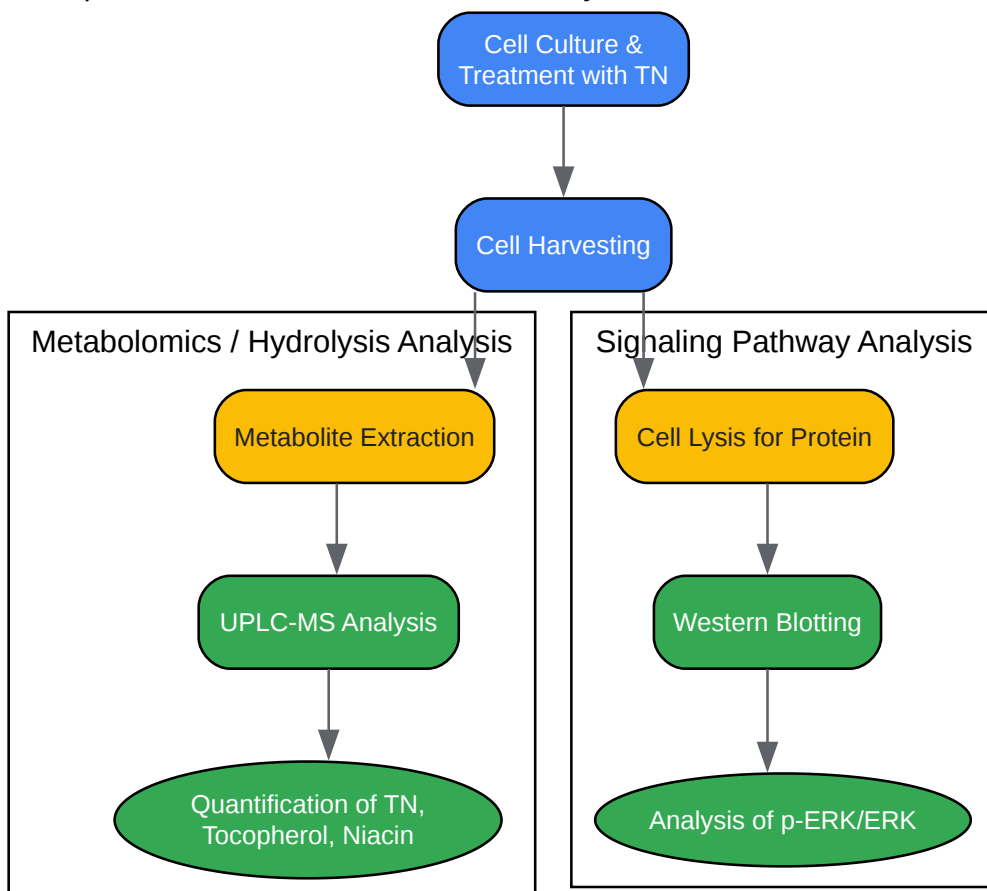 Cell Culture &
Treatment with TN
Cell Harvesting
Metabolomics / Hydrolysis Analysis
Metabolite Extraction
UPLC-MS Analysis
Quantification of TN,
Tocopherol, Niacin
Signaling Pathway Analysis
Cell Lysis for Protein
Western Blotting
Analysis of p-ERK/ERK